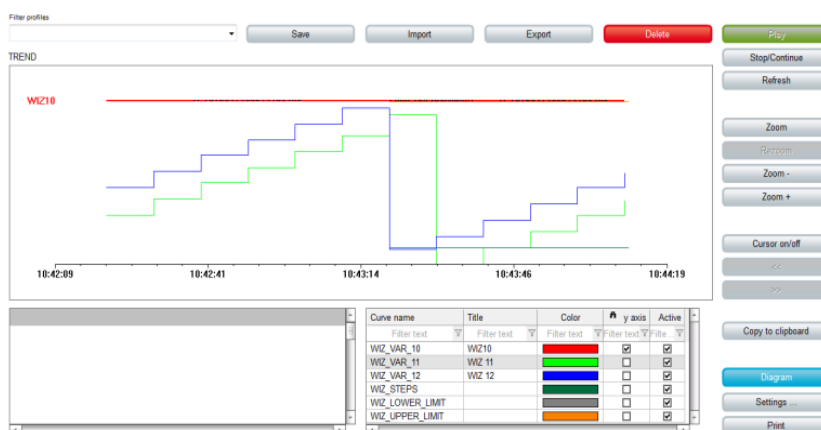 Filter profiles
Save Import Export Delete Play
TREND
Stop/Continue
Refresh
WIZ10
Zoom
Rezoom
Zoom -
Zoom +
Cursor on/off
<<
>>
10:42:09 10:42:41 10:43:14 10:43:46 10:44:19
Curve name Title Color y axis Active
Filter text Filter text Filter text Filter text Filte...
WIZ_VAR_10 WIZ10
WIZ_VAR_11 WIZ 11
WIZ_VAR_12 WIZ 12
WIZ_STEPS
WIZ_LOWER_LIMIT
WIZ_UPPER_LIMIT
Copy to clipboard
Diagram
Settings ...
Print